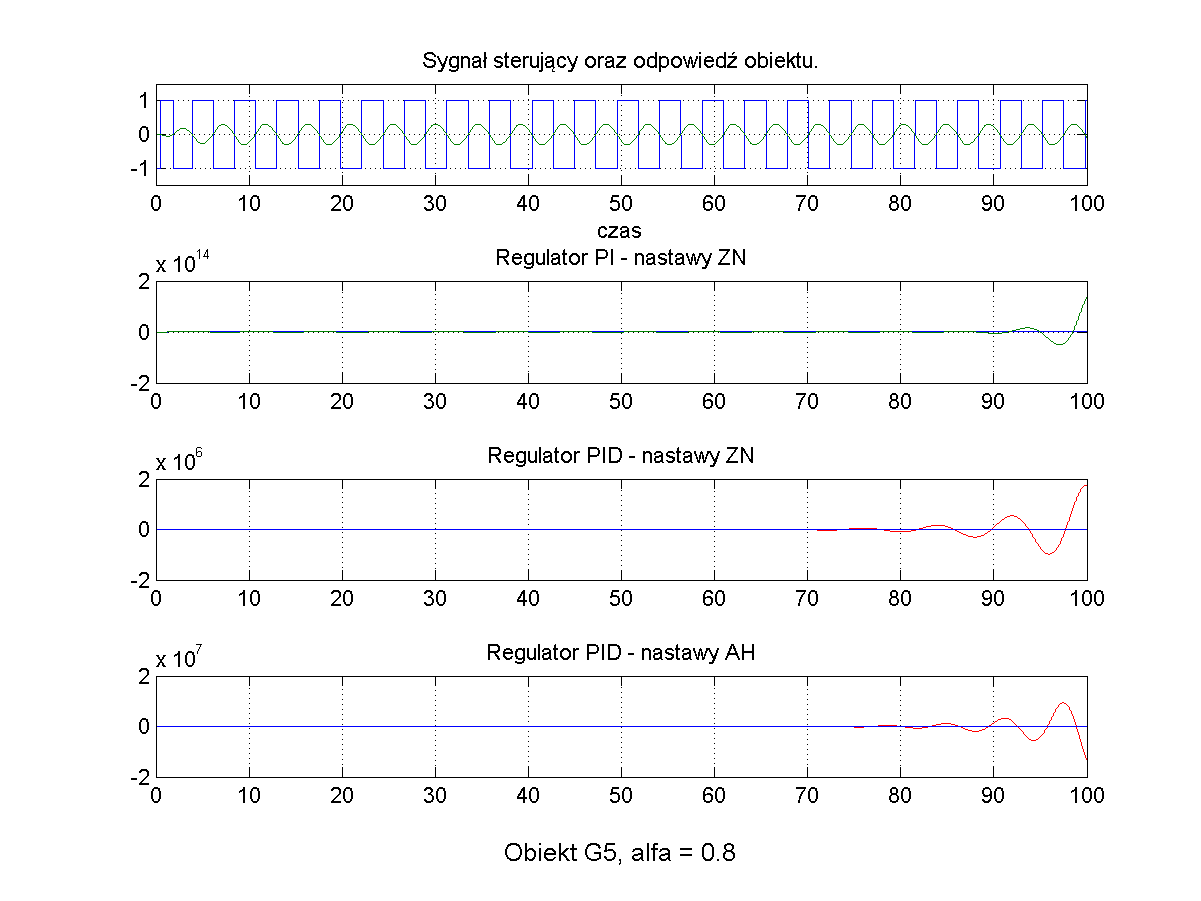 Sygnał sterujący oraz odpowiedź obiektu.
1
0
-1
0 10 20 30 40 50 60 70 80 90 100
czas
Regulator PI - nastawy ZN
x 10^14
2
0
-2
0 10 20 30 40 50 60 70 80 90 100
Regulator PID - nastawy ZN
x 10^6
2
0
-2
0 10 20 30 40 50 60 70 80 90 100
Regulator PID - nastawy AH
x 10^7
2
0
-2
0 10 20 30 40 50 60 70 80 90 100
Obiekt G5, alfa = 0.8